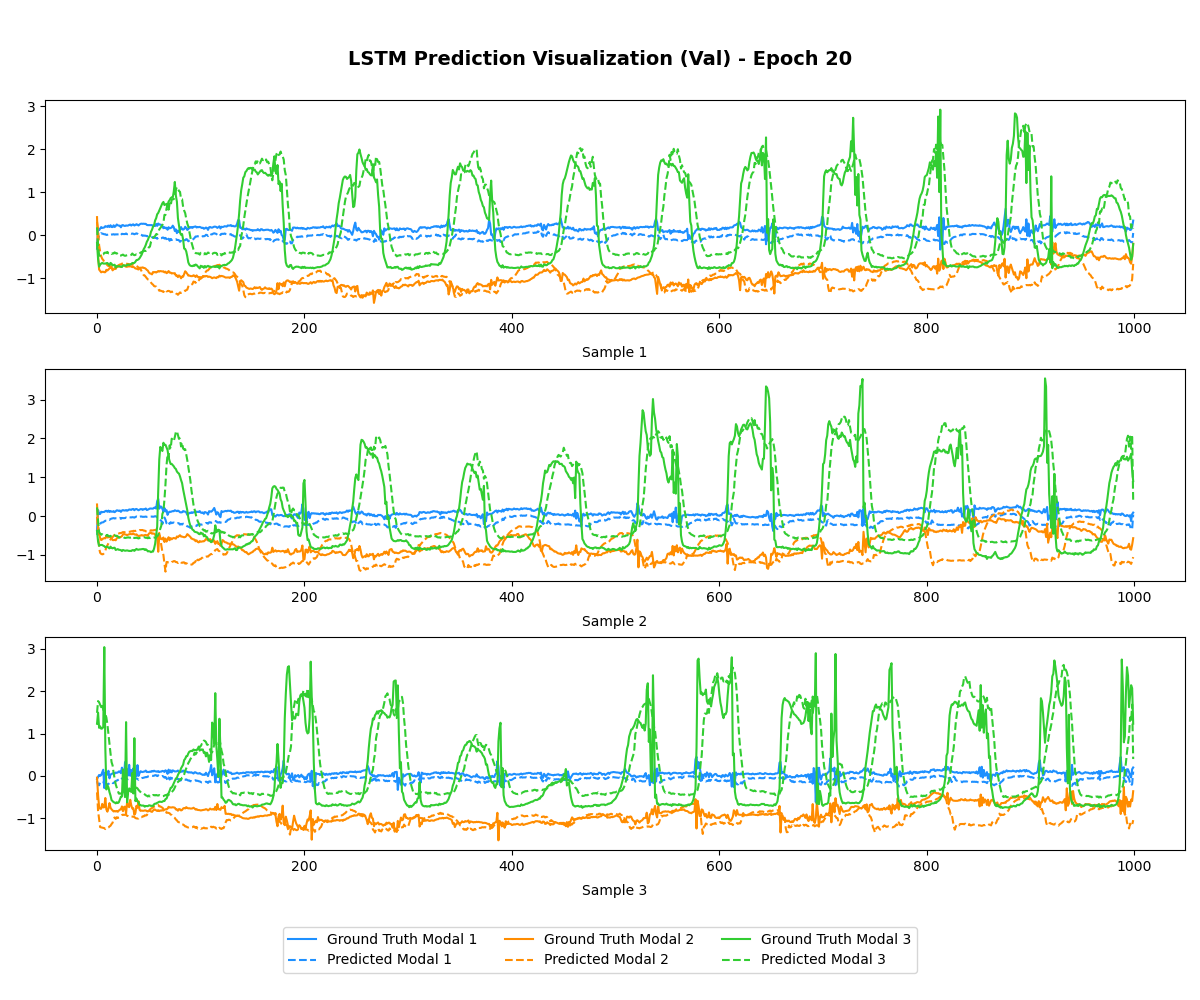 LSTM Prediction Visualization (Val) - Epoch 20
3
2
1
0
−1
0 200 400 600 800 1000
Sample 1
3
2
1
0
−1
0 200 400 600 800 1000
Sample 2
3
2
1
0
−1
0 200 400 600 800 1000
Sample 3
Ground Truth Modal 1 Ground Truth Modal 2 Ground Truth Modal 3
Predicted Modal 1 Predicted Modal 2 Predicted Modal 3